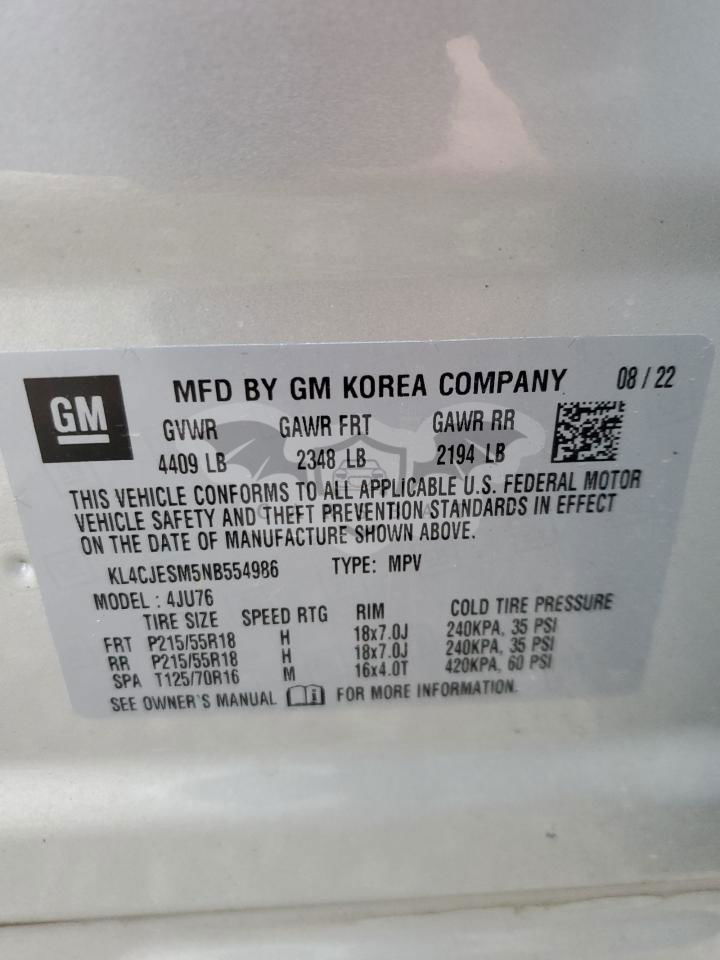 GM
MFD BY GM KOREA COMPANY 08 / 22
GVWR GAWR FRT GAWR RR
4409 LB 2348 LB 2194 LB
THIS VEHICLE CONFORMS TO ALL APPLICABLE U.S. FEDERAL MOTOR
VEHICLE SAFETY AND THEFT PREVENTION STANDARDS IN EFFECT
ON THE DATE OF MANUFACTURE SHOWN ABOVE.
KL4CJESM5NB554986 TYPE: MPV
MODEL : 4JU76
TIRE SIZE SPEED RTG RIM COLD TIRE PRESSURE
FRT P215/55R18 H 18x7.0J 240KPA, 35 PSI
RR P215/55R18 H 18x7.0J 240KPA, 35 PSI
SPA T125/70R16 M 16x4.0T 420KPA, 60 PSI
SEE OWNER'S MANUAL FOR MORE INFORMATION.